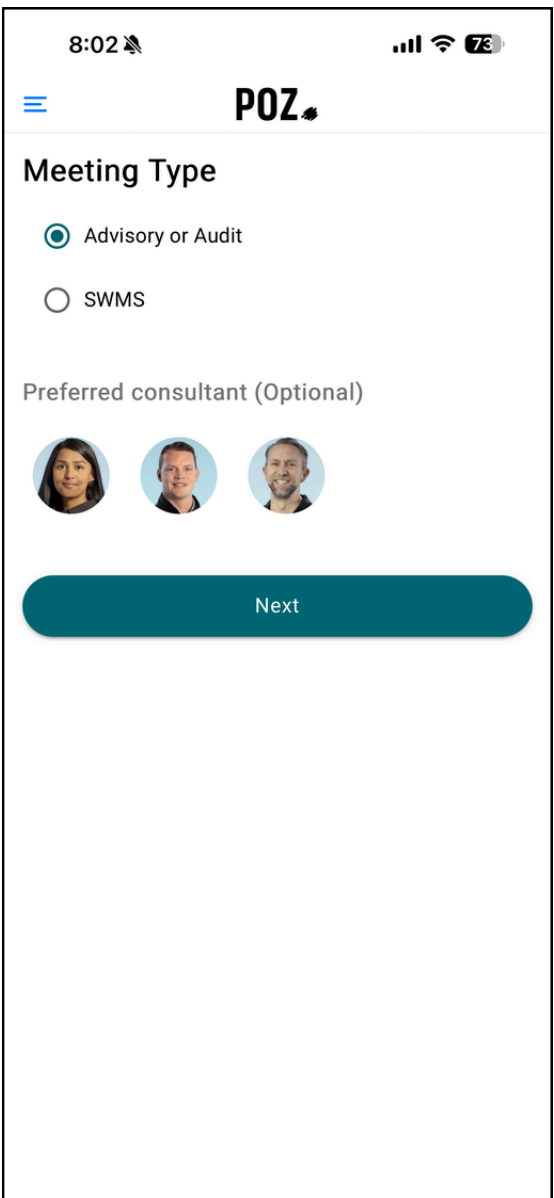 8:02
73
POZ
Meeting Type
Advisory or Audit
SWMS
Preferred consultant (Optional)
Next